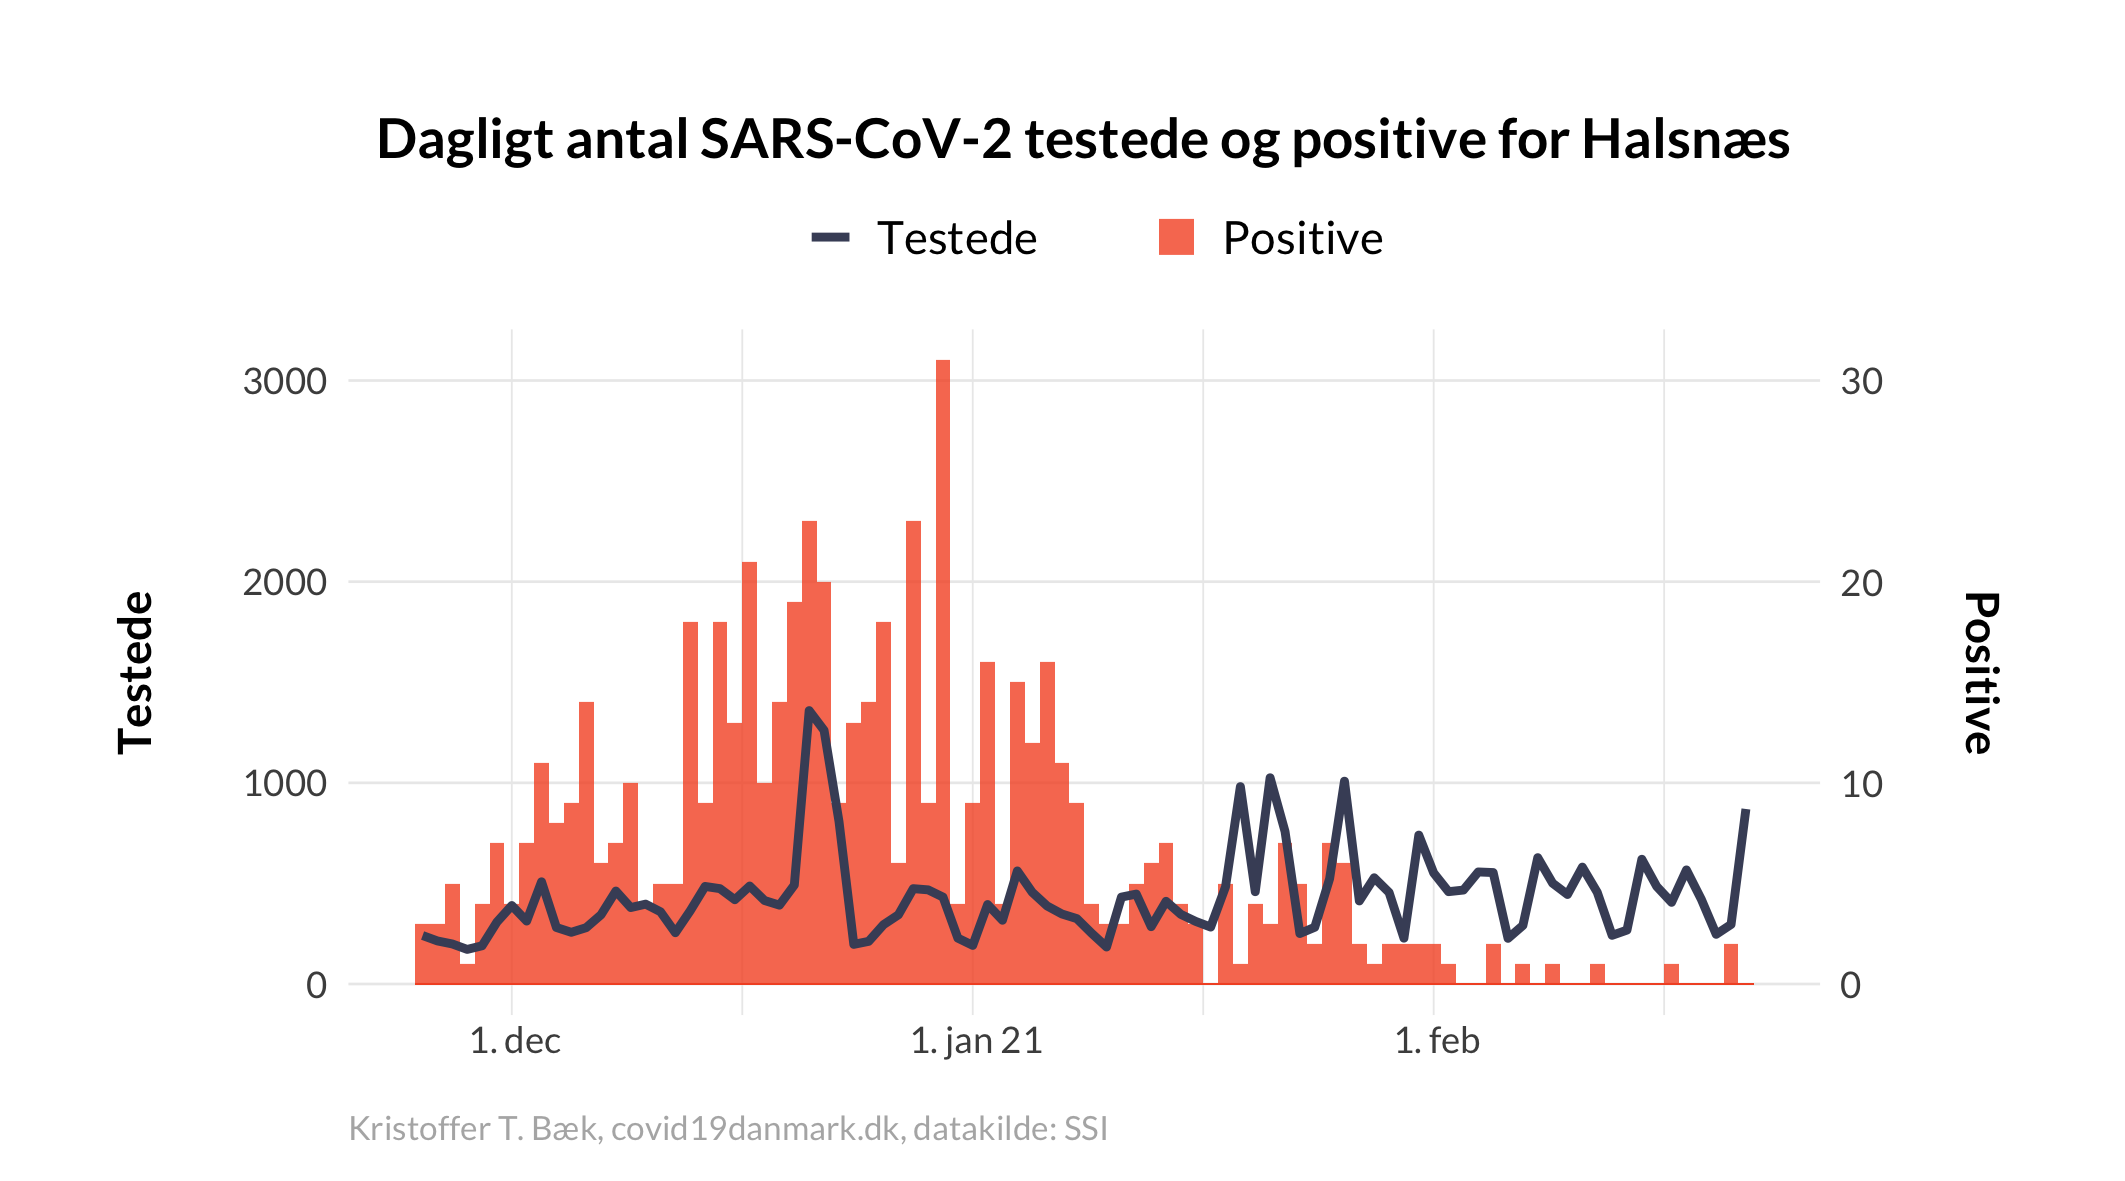 Dagligt antal SARS-CoV-2 testede og positive for Halsnæs
Testede Positive
3000 30
2000 20
1000 10
0 0
Testede
Positive
1. dec 1. jan 21 1. feb
Kristoffer T. Bæk, covid19danmark.dk, datakilde: SSI